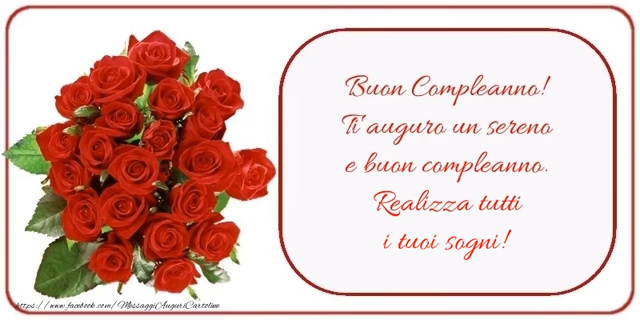 Buon Compleanno!
Ti auguro un sereno
e buon compleanno.
Realizza tutti
i tuoi sogni!
https://www.facebook.com/MessaggiAuguriCartoline